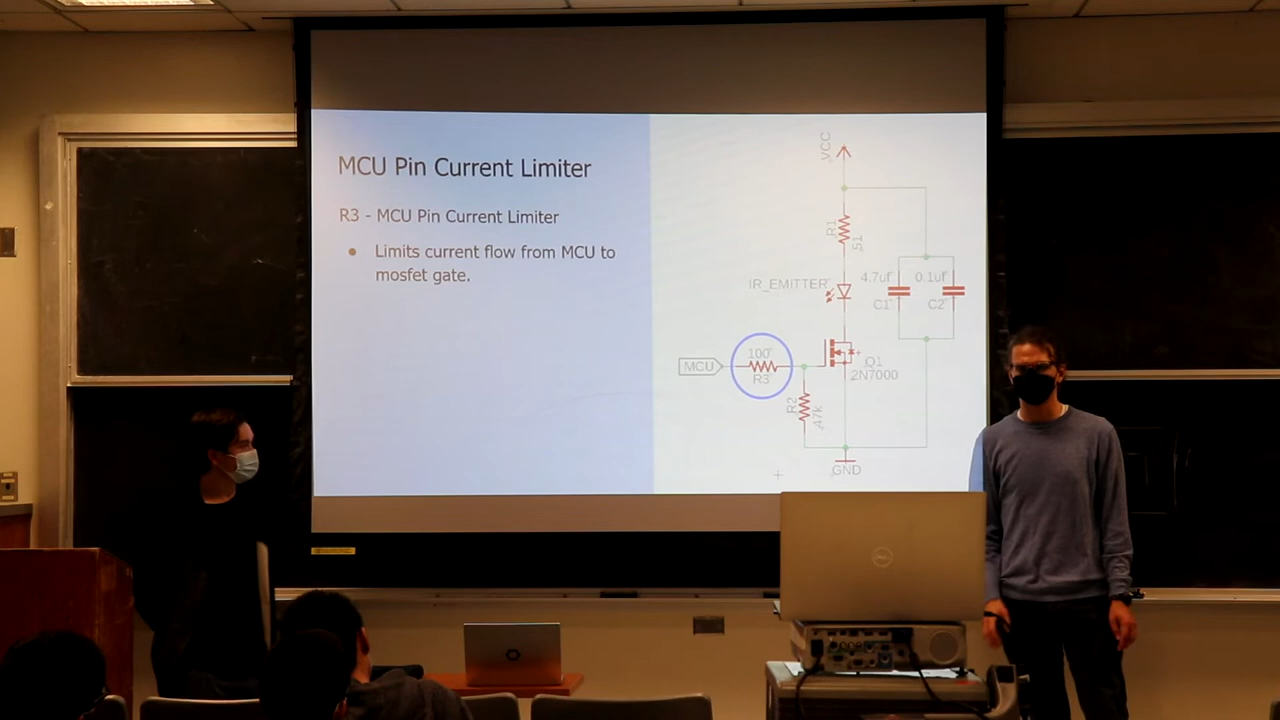 MCU Pin Current Limiter
R3 - MCU Pin Current Limiter
• Limits current flow from MCU to
mosfet gate.
VCC
R1
51
IR_EMITTER
4.7uf
0.1uf
C1
C2
MCU
100
R3
Q1
2N7000
R2
47k
GND
DELL